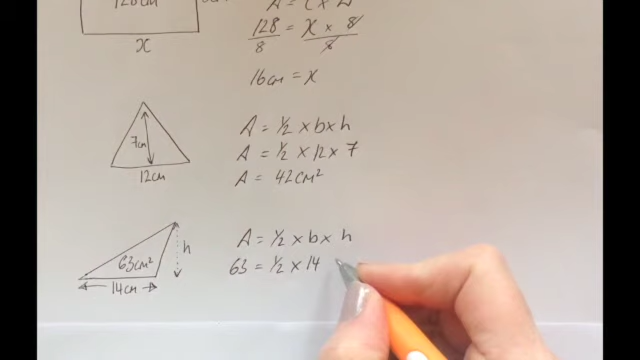 128cm²
x
128 = x × 8
8 8
16cm = x
7cm
12cm
A = 1/2 × b × h
A = 1/2 × 12 × 7
A = 42cm²
63cm²
h
14cm
A = 1/2 × b × h
63 = 1/2 × 14